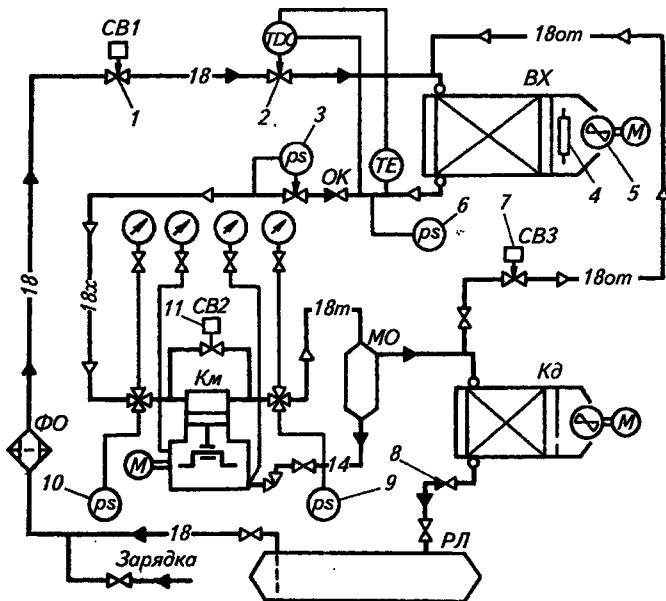 СВ1
18
TDC
1
2
18от
ВХ
3
ps
ОК
TE
M
4
5
6
ps
7
СВ3
18от
18
18х
11
СВ2
18т
МО
Км
Кд
M
ФО
M
14
8
10
ps
ps
9
18
РЛ
Зарядка